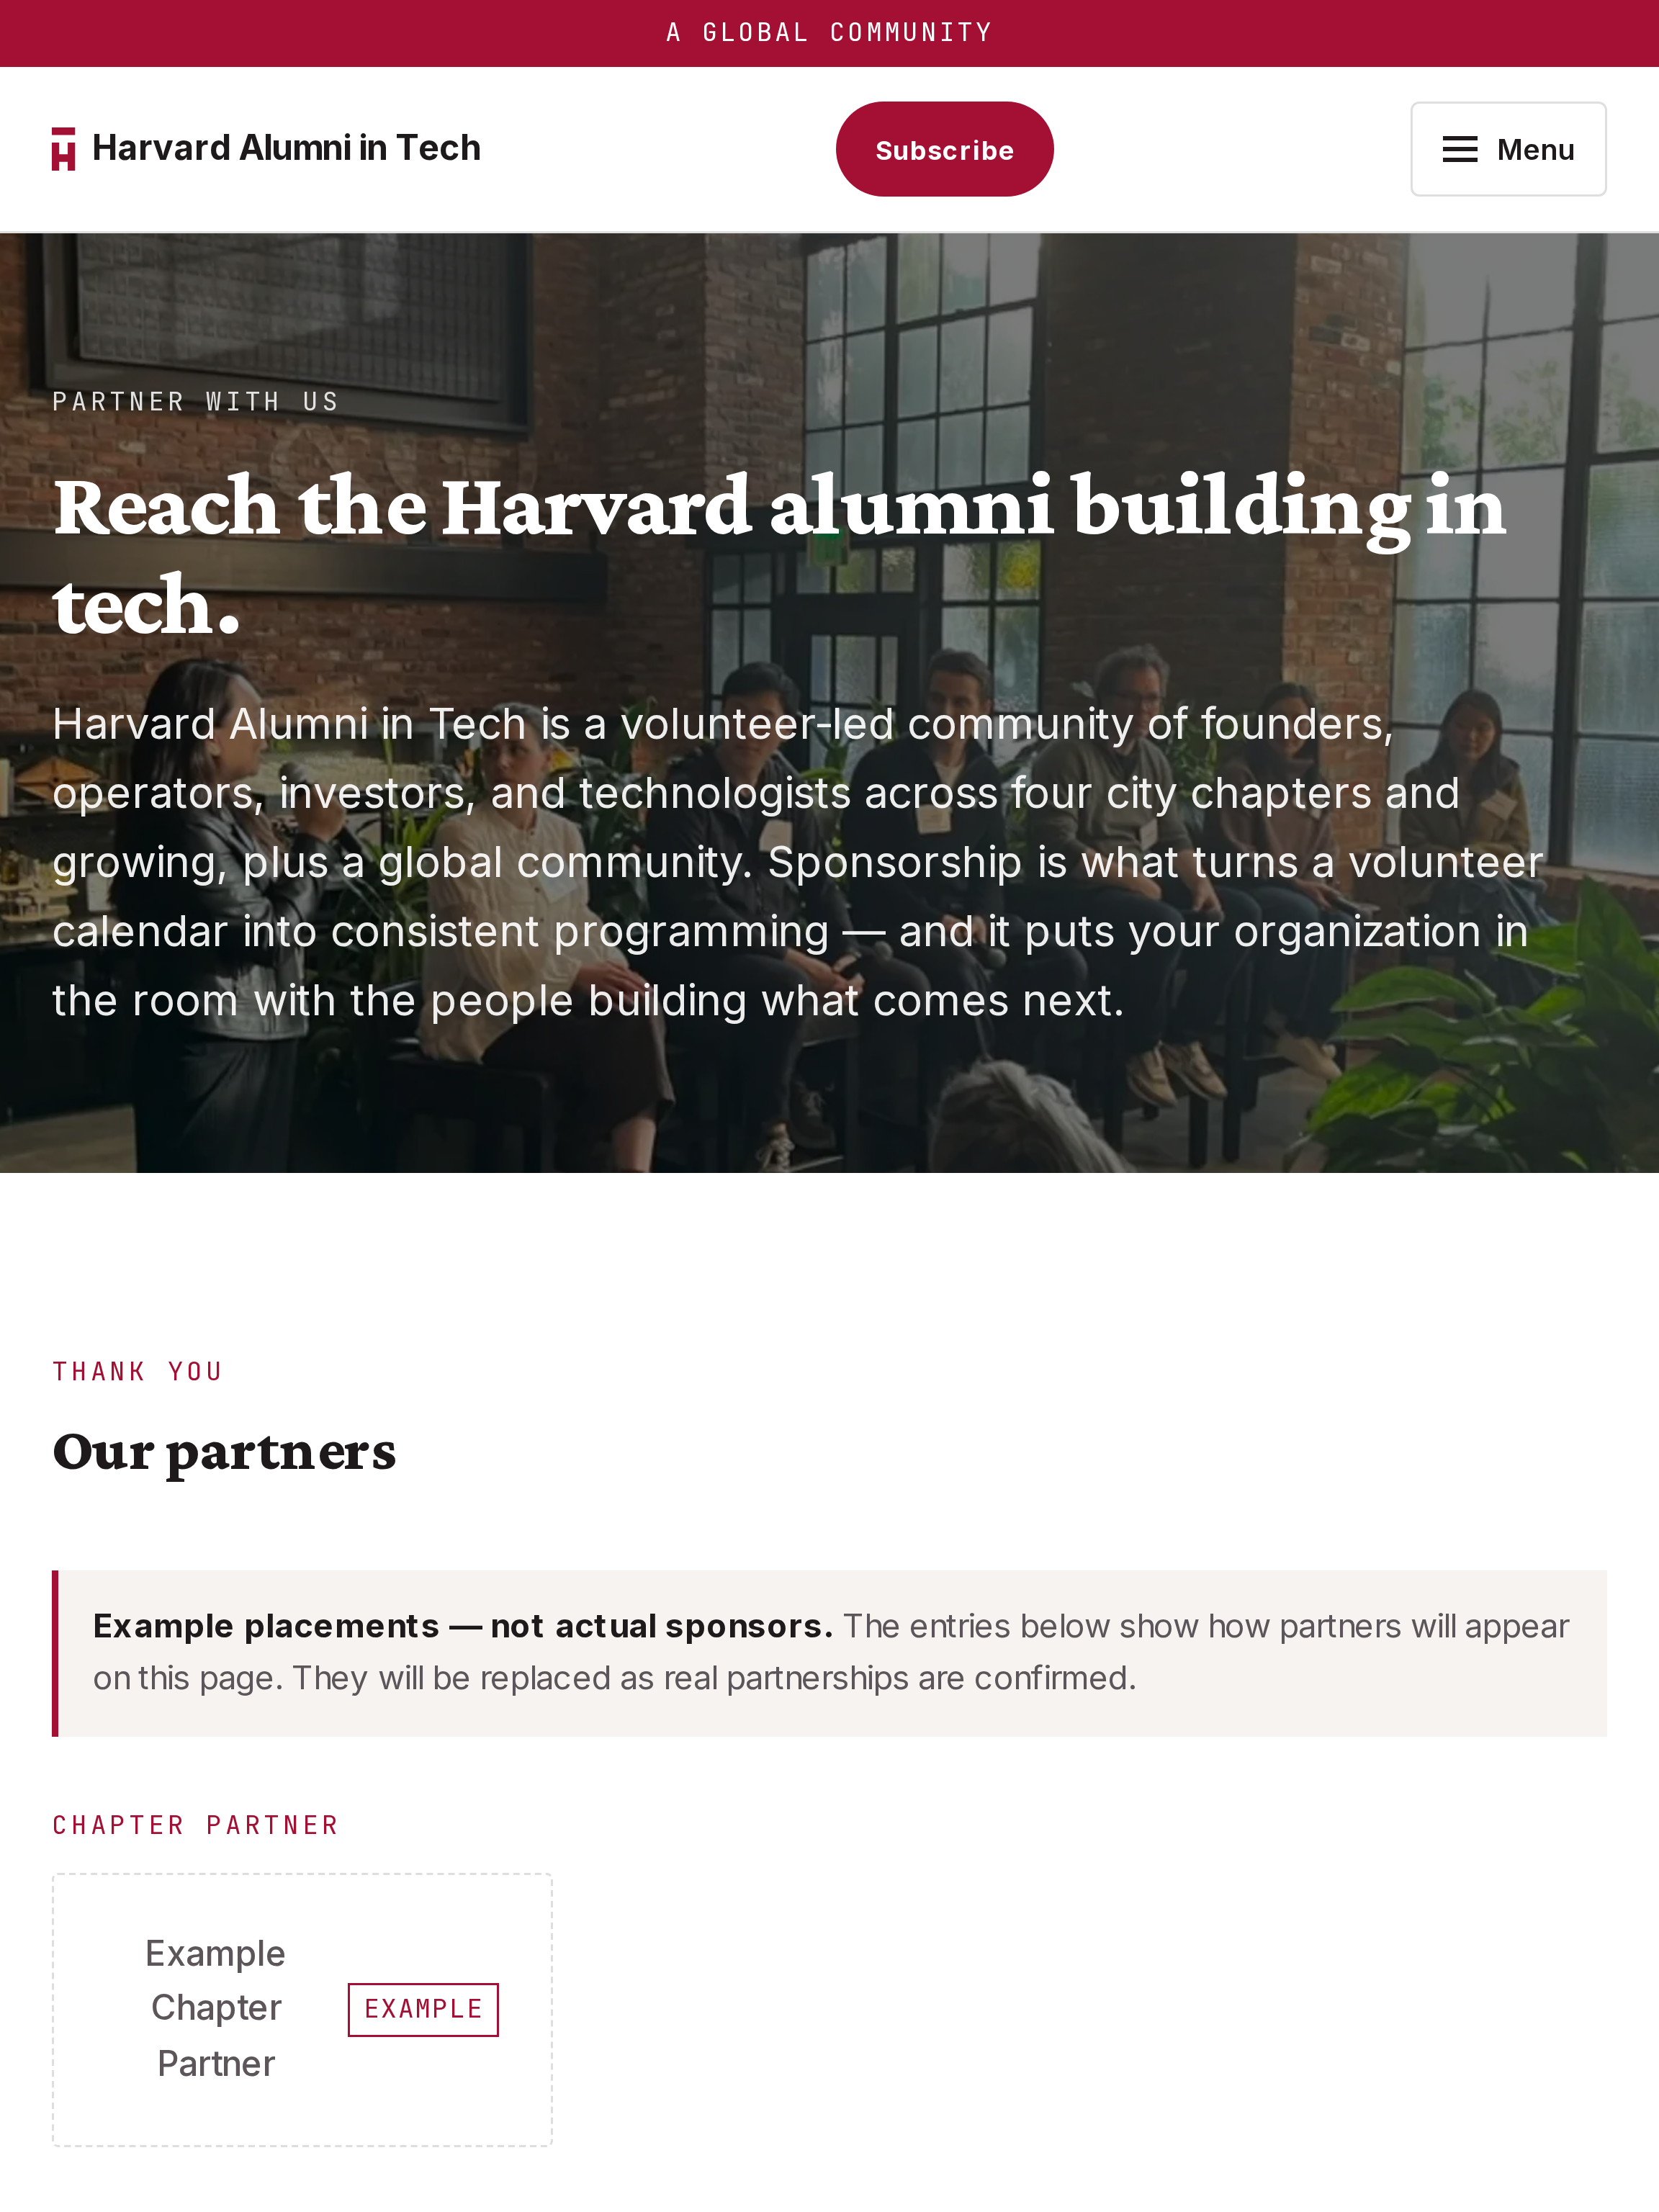 A GLOBAL COMMUNITY
Harvard Alumni in Tech
Subscribe
Menu
PARTNER WITH US
Reach the Harvard alumni building in
tech.
Harvard Alumni in Tech is a volunteer-led community of founders,
operators, investors, and technologists across four city chapters and
growing, plus a global community. Sponsorship is what turns a volunteer
calendar into consistent programming — and it puts your organization in
the room with the people building what comes next.
THANK YOU
Our partners
Example placements — not actual sponsors. The entries below show how partners will appear
on this page. They will be replaced as real partnerships are confirmed.
CHAPTER PARTNER
Example
Chapter
Partner
EXAMPLE